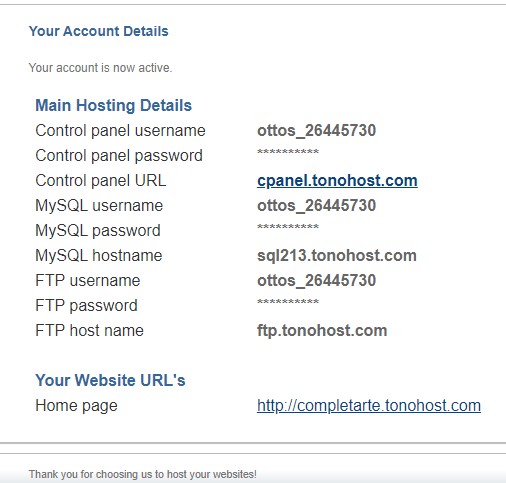 Your Account Details
Your account is now active.
Main Hosting Details
Control panel username ottos_26445730
Control panel password **********
Control panel URL cpanel.tonohost.com
MySQL username ottos_26445730
MySQL password **********
MySQL hostname sql213.tonohost.com
FTP username ottos_26445730
FTP password **********
FTP host name ftp.tonohost.com
Your Website URL's
Home page http://completarte.tonohost.com
Thank you for choosing us to host your websites!